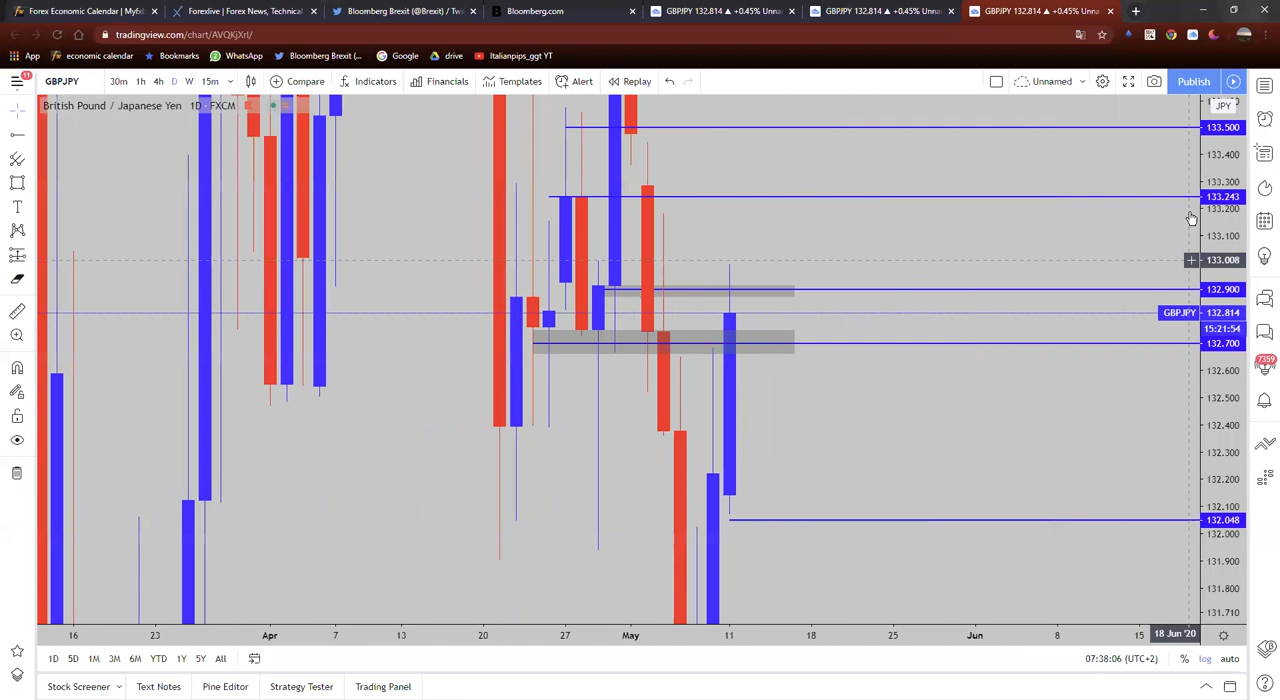 Forex Economic Calendar | Myfxb
Forexlive | Forex News, Technical
Bloomberg Brexit (@Brexit) / Twit
Bloomberg.com
GBPJPY 132.814 ▲ +0.45% Unna
GBPJPY 132.814 ▲ +0.45% Unna
GBPJPY 132.814 ▲ +0.45% Unn
tradingview.com/chart/AVQKjXrl/
App
economic calendar
Bookmarks
WhatsApp
Bloomberg Brexit (...
Google
drive
Italianpips_ggt YT
11
GBPJPY
30m 1h 4h D W 15m
Compare
Indicators
Financials
Templates
Alert
Replay
Unnamed
Publish
British Pound / Japanese Yen 1D FXCM
JPY
133.500
133.400
133.300
133.243
133.200
133.100
133.008
132.900
GBPJPY 132.814
15:21:54
132.700
132.600
132.500
132.400
132.300
132.200
132.100
132.048
132.000
131.900
131.800
131.710
7359
16 23 Apr 7 13 20 27 May 11 18 25 Jun 8 15 18 Jun '20
1D 5D 1M 3M 6M YTD 1Y 5Y All
07:38:06 (UTC+2) % log auto
Stock Screener Text Notes Pine Editor Strategy Tester Trading Panel